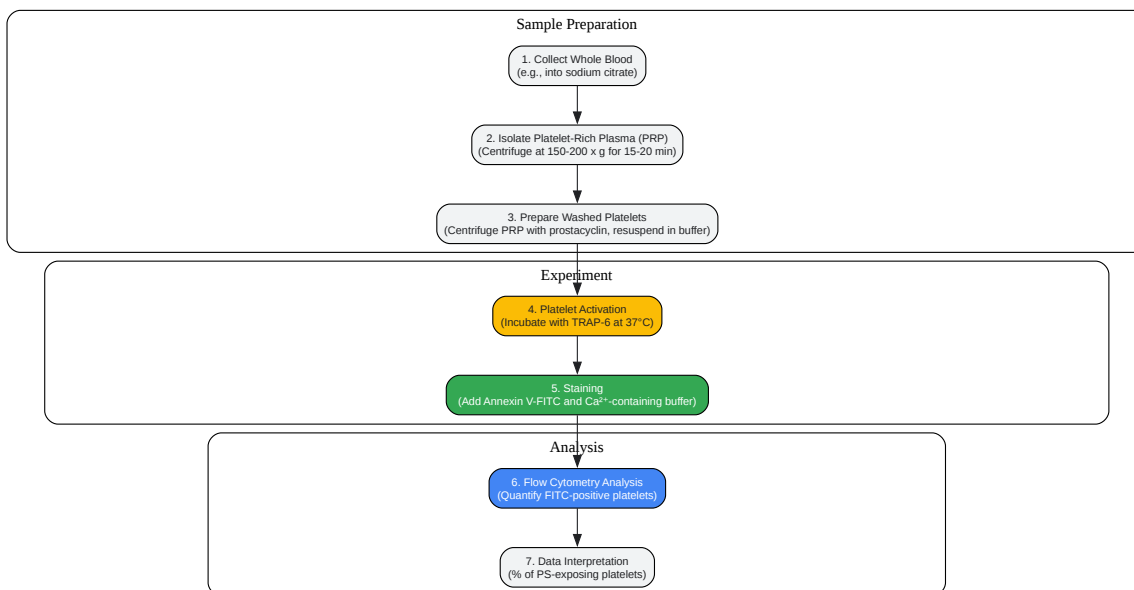 Sample Preparation
1. Collect Whole Blood
(e.g., into sodium citrate)
2. Isolate Platelet-Rich Plasma (PRP)
(Centrifuge at 150-200 x g for 15-20 min)
3. Prepare Washed Platelets
(Centrifuge PRP with prostacyclin, resuspend in buffer)
Experiment
4. Platelet Activation
(Incubate with TRAP-6 at 37°C)
5. Staining
(Add Annexin V-FITC and Ca²⁺-containing buffer)
Analysis
6. Flow Cytometry Analysis
(Quantify FITC-positive platelets)
7. Data Interpretation
(% of PS-exposing platelets)